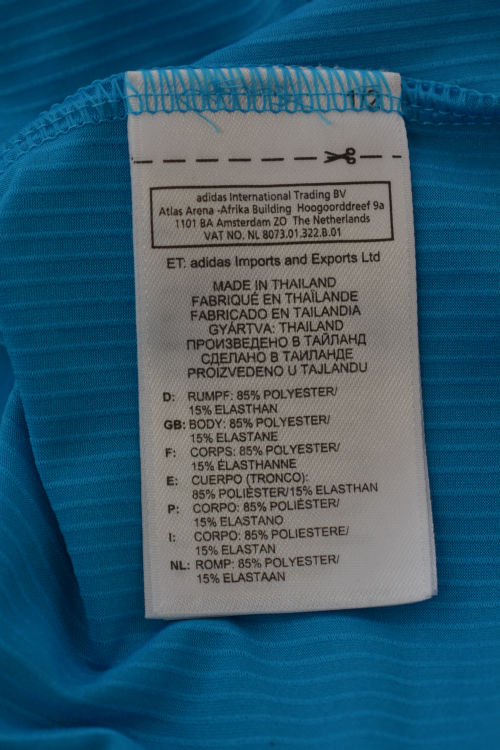 1/2
adidas International Trading BV
Atlas Arena -Afrika Building Hoogoorddreef 9a
1101 BA Amsterdam ZO The Netherlands
VAT NO. NL 8073.01.322.B.01
ET: adidas Imports and Exports Ltd
MADE IN THAILAND
FABRIQUÉ EN THAÏLANDE
FABRICADO EN TAILANDIA
GYÁRTVA: THAILAND
ПРОИЗВЕДЕНО В ТАЙЛАНД
СДЕЛАНО В ТАИЛАНДЕ
PROIZVEDENO U TAJLANDU
D: RUMPF: 85% POLYESTER/
15% ELASTHAN
GB: BODY: 85% POLYESTER/
15% ELASTANE
F: CORPS: 85% POLYESTER/
15% ÉLASTHANNE
E: CUERPO (TRONCO):
85% POLIÉSTER/15% ELASTHAN
P: CORPO: 85% POLIÉSTER/
15% ELASTANO
I: CORPO: 85% POLIESTERE/
15% ELASTAN
NL: ROMP: 85% POLYESTER/
15% ELASTAAN